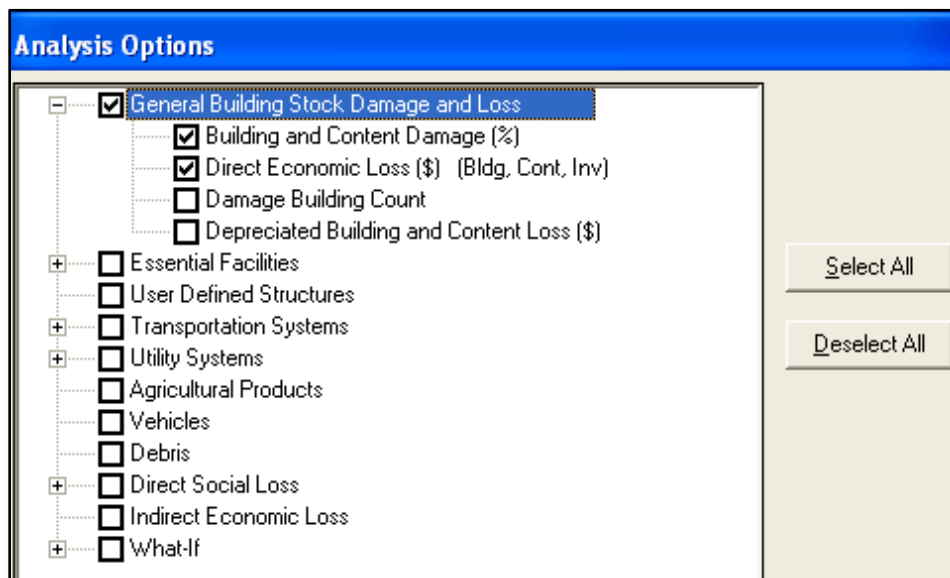 Analysis Options
General Building Stock Damage and Loss
Building and Content Damage (%)
Direct Economic Loss ($) (Bldg, Cont, Inv)
Damage Building Count
Depreciated Building and Content Loss ($)
Essential Facilities
User Defined Structures
Transportation Systems
Utility Systems
Agricultural Products
Vehicles
Debris
Direct Social Loss
Indirect Economic Loss
What-If
Select All
Deselect All